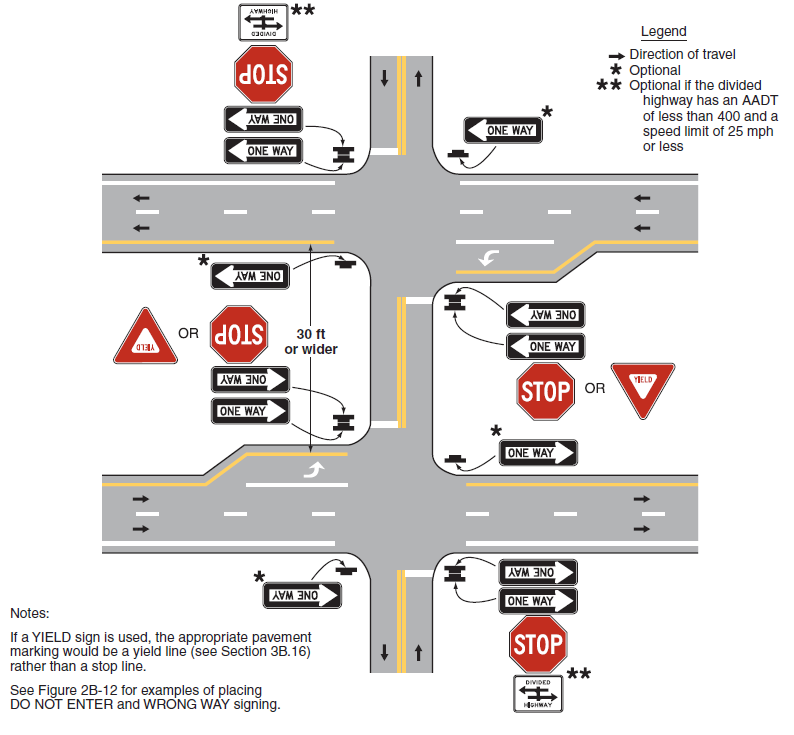 DIVIDED
HIGHWAY
**
STOP
ONE WAY
ONE WAY
ONE WAY
*
Legend
Direction of travel
* Optional
** Optional if the divided
highway has an AADT
of less than 400 and a
speed limit of 25 mph
or less
*
ONE WAY
YIELD
OR
STOP
30 ft
or wider
ONE WAY
ONE WAY
ONE WAY
ONE WAY
STOP
OR
YIELD
*
ONE WAY
*
ONE WAY
ONE WAY
ONE WAY
STOP
**
DIVIDED
HIGHWAY
Notes:
If a YIELD sign is used, the appropriate pavement
marking would be a yield line (see Section 3B.16)
rather than a stop line.
See Figure 2B-12 for examples of placing
DO NOT ENTER and WRONG WAY signing.